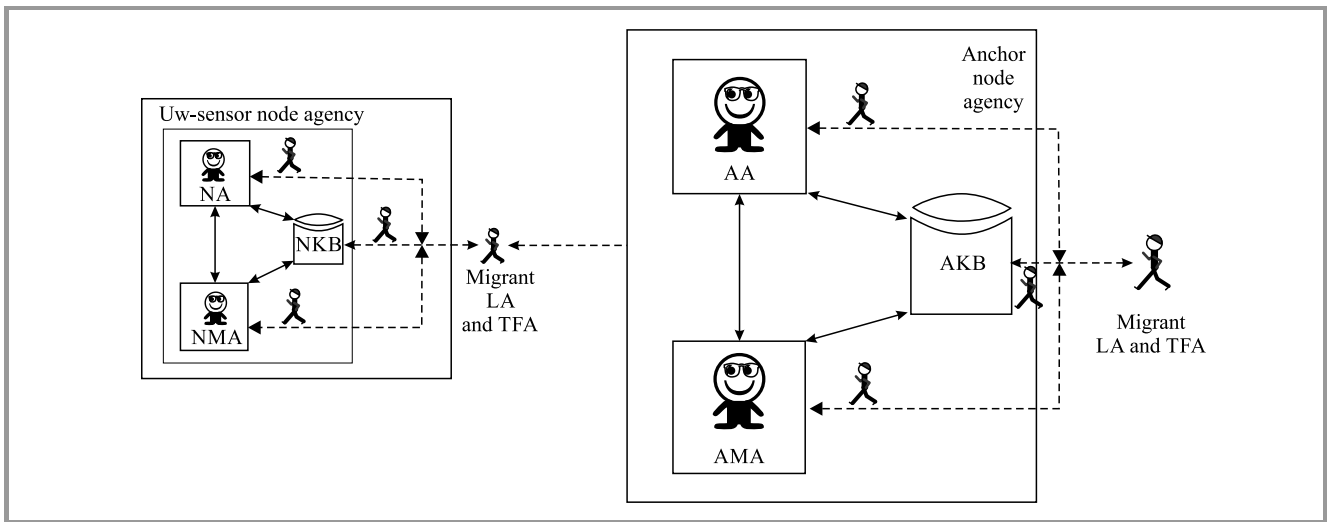 Uw-sensor node agency
NA
NKB
NMA
Migrant
LA
and TFA
Anchor
node
agency
AA
AKB
AMA
Migrant
LA and TFA